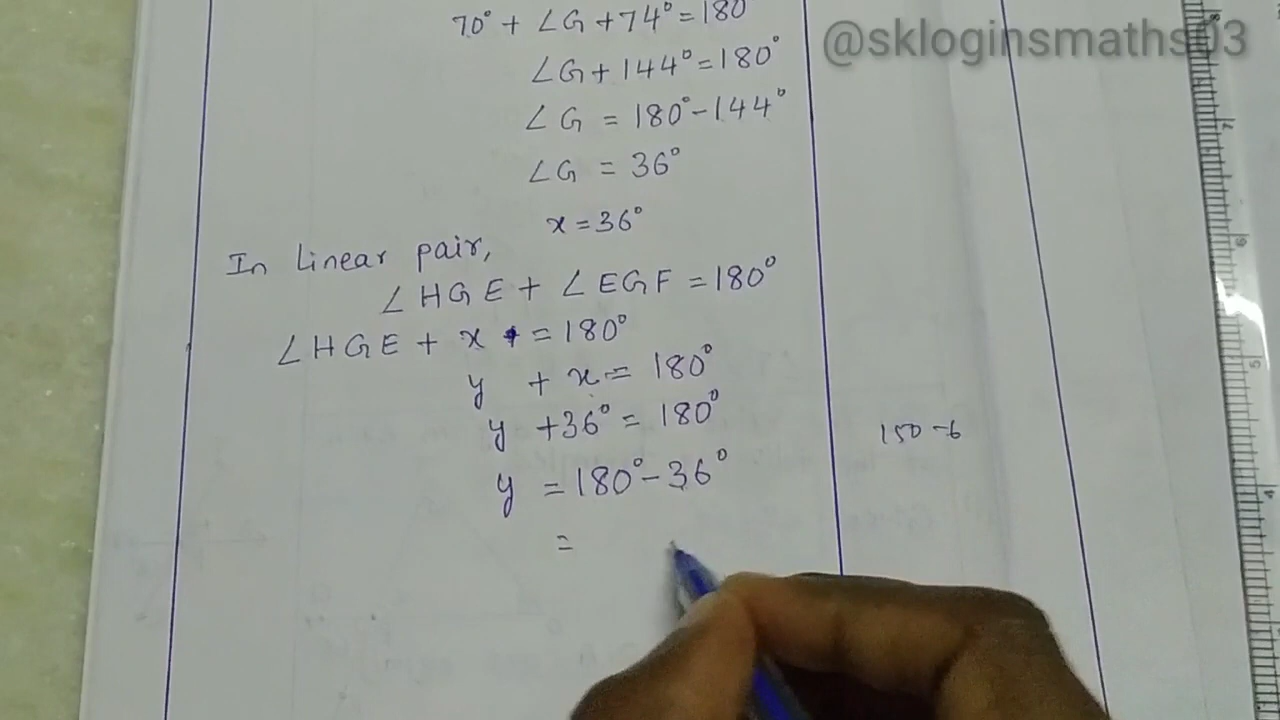 70° + ∠G + 74° = 180
@skloginsmaths03
∠G + 144° = 180°
∠G = 180° - 144°
∠G = 36°
x = 36°
In Linear pair,
∠HGE + ∠EGF = 180°
∠HGE + x = 180°
y + x = 180°
y + 36° = 180°
150 - 6
y = 180° - 36°
=